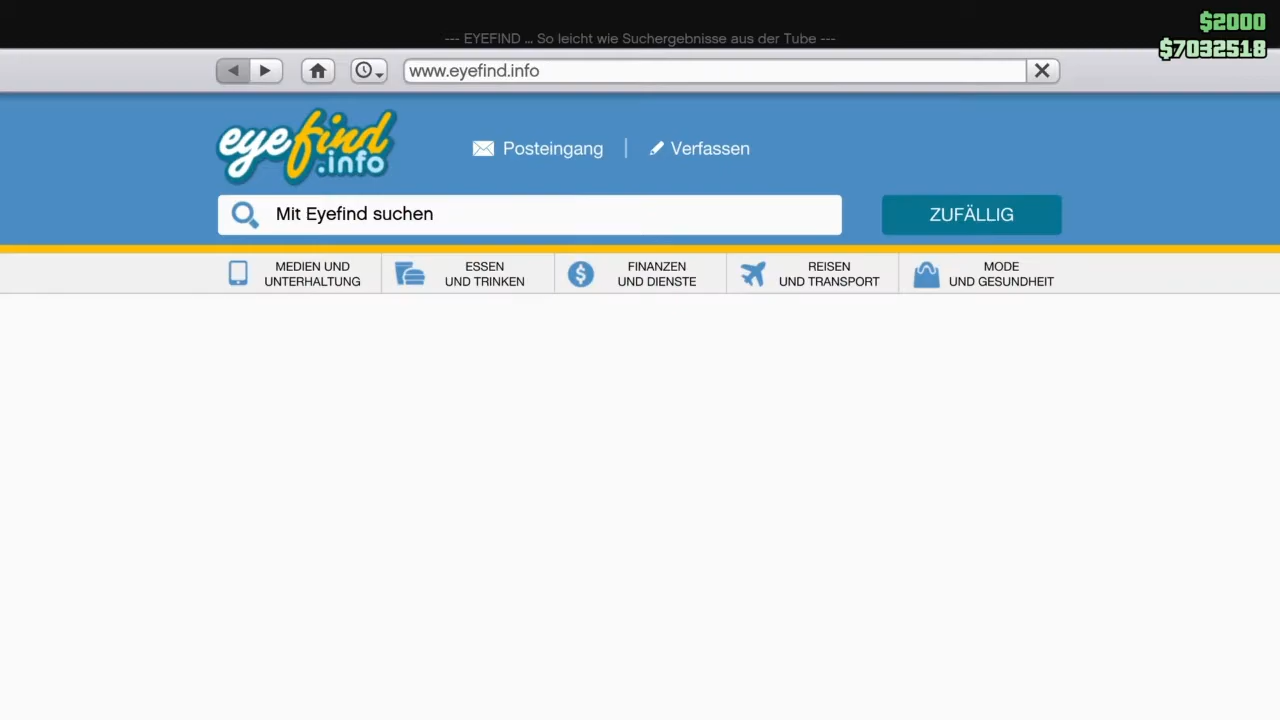 $2000
--- EYEFIND ... So leicht wie Suchergebnisse aus der Tube ---
$7032518
www.eyefind.info
eyefind
.info
Posteingang | Verfassen
Mit Eyefind suchen
ZUFÄLLIG
MEDIEN UND
UNTERHALTUNG
ESSEN
UND TRINKEN
FINANZEN
UND DIENSTE
REISEN
UND TRANSPORT
MODE
UND GESUNDHEIT